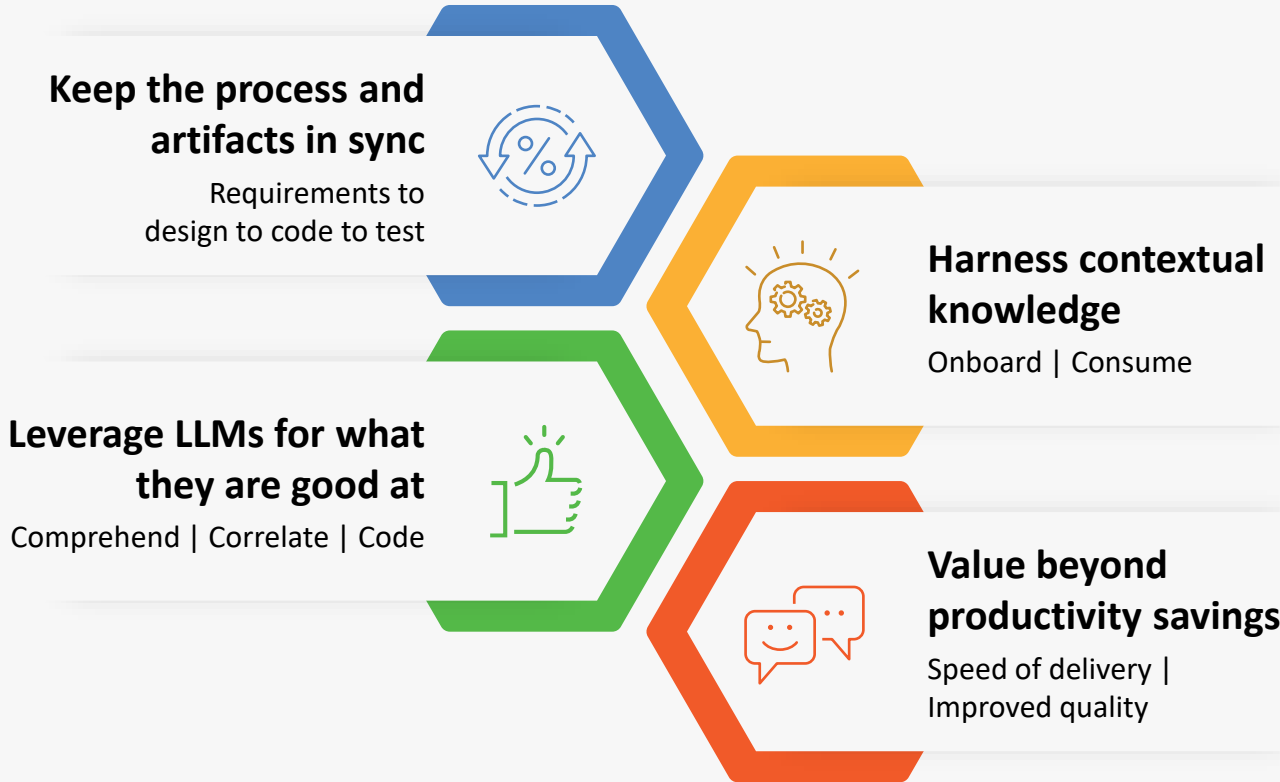 Keep the process and
artifacts in sync
Requirements to
design to code to test
Harness contextual
knowledge
Onboard | Consume
Leverage LLMs for what
they are good at
Comprehend | Correlate | Code
Value beyond
productivity savings
Speed of delivery |
Improved quality